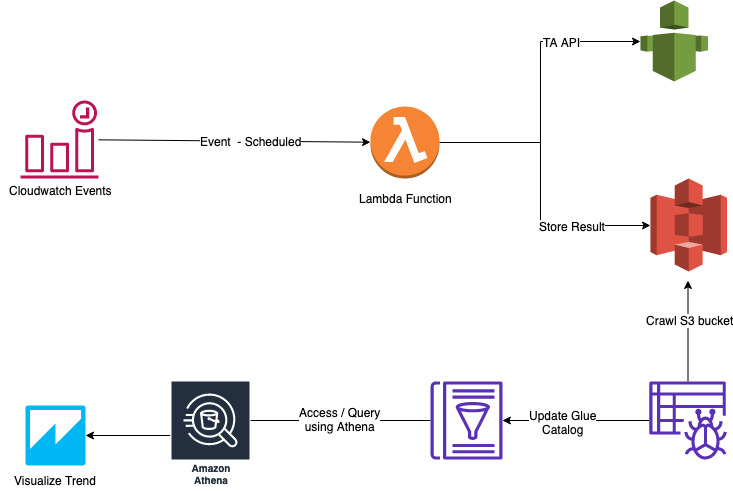 TA API
Event  - Scheduled
Cloudwatch Events
Lambda Function
Store Result
Crawl S3 bucket
Access / Query
using Athena
Update Glue
Catalog
Amazon
Athena
Visualize Trend